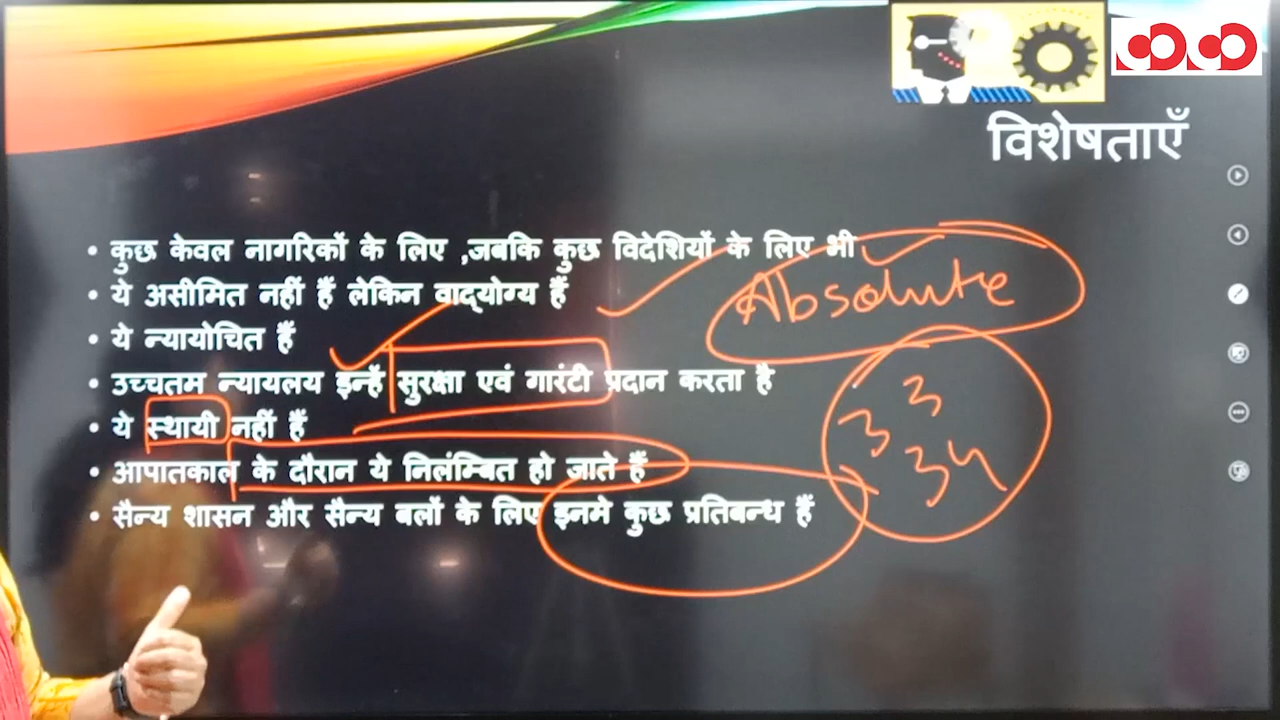 विशेषताएँ
• कुछ केवल नागरिकों के लिए ,जबकि कुछ विदेशियों के लिए भी
• ये असीमित नहीं हैं लेकिन वाद्योग्य हैं
Absolute
• ये न्यायोचित हैं
• उच्चतम न्यायलय इन्हें सुरक्षा एवं गारंटी प्रदान करता है
• ये स्थायी नहीं हैं
• आपातकाल के दौरान ये निलंम्बित हो जाते हैं
• सैन्य शासन और सैन्य बलों के लिए इनमे कुछ प्रतिबन्ध हैं
33
34